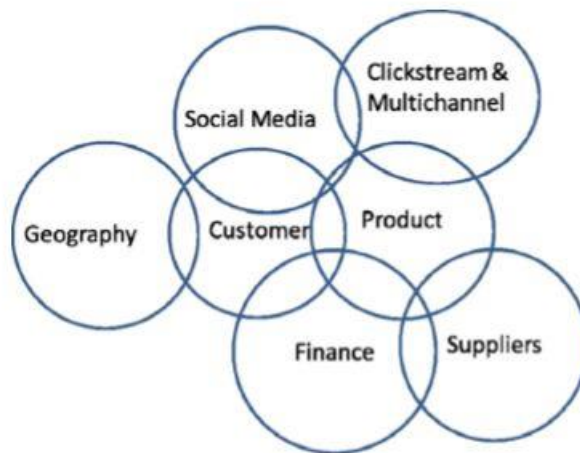 Clickstream &
Multichannel
Social Media
Geography
Customer
Product
Finance
Suppliers